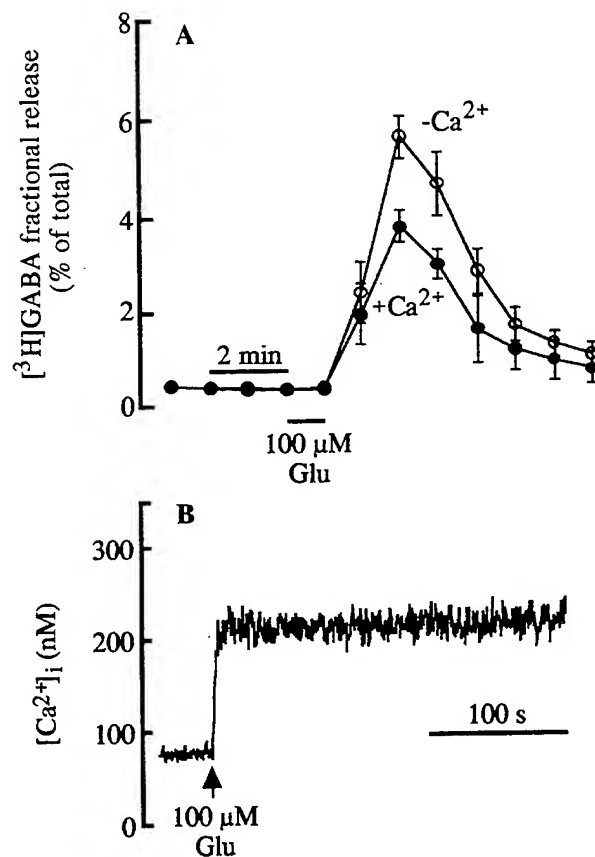 8
A
[³H]GABA fractional release
(% of total)
6
-Ca²⁺
4
+Ca²⁺
2
2 min
0
100 μM
Glu
B
300
[Ca²⁺]i (nM)
200
100
100 s
0
100 μM
Glu